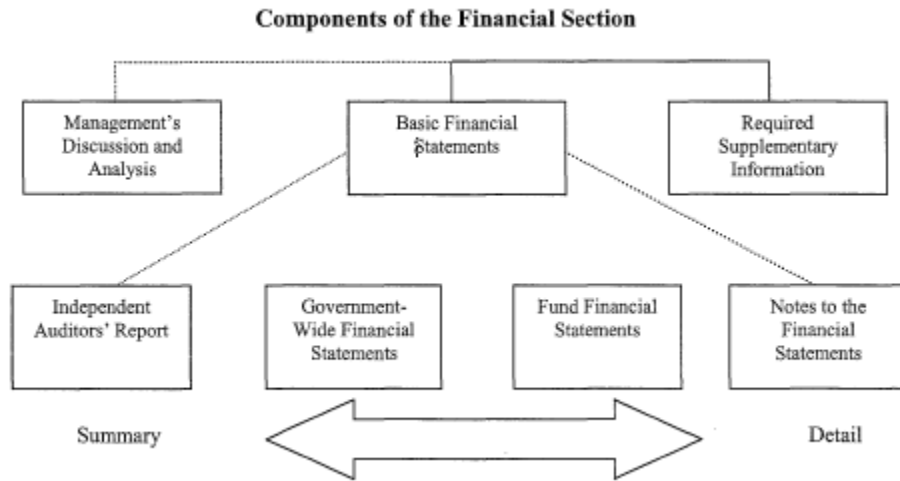 Components of the Financial Section
Management's
Discussion and
Analysis
Basic Financial
Statements
Required
Supplementary
Information
Independent
Auditors' Report
Government-
Wide Financial
Statements
Fund Financial
Statements
Notes to the
Financial
Statements
Summary
Detail